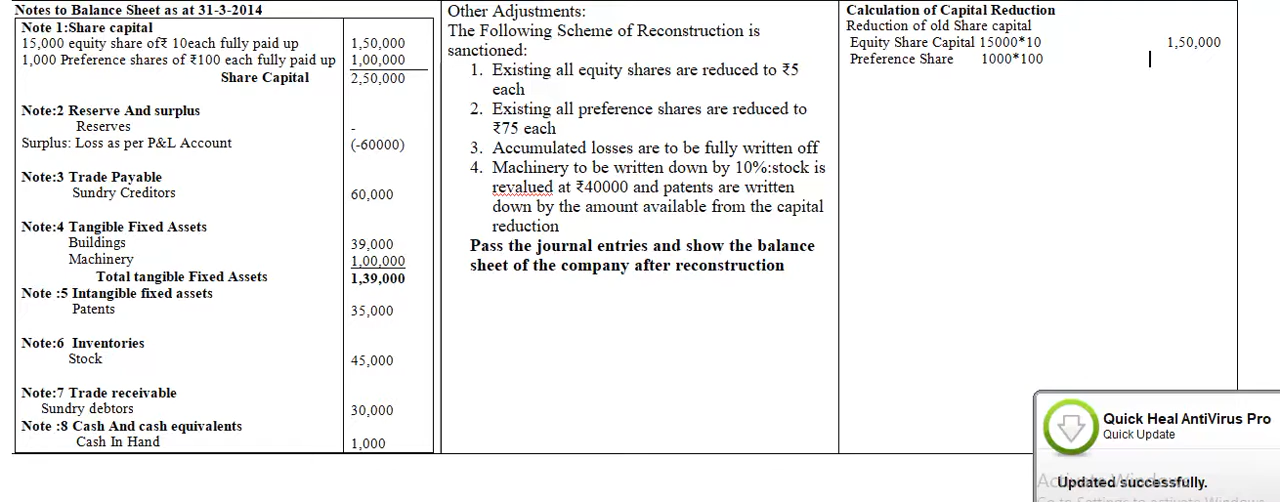 Notes to Balance Sheet as at 31-3-2014
Note 1:Share capital
15,000 equity share of₹ 10each fully paid up 1,50,000
1,000 Preference shares of ₹100 each fully paid up 1,00,000
Share Capital 2,50,000
Note:2 Reserve And surplus
Reserves -
Surplus: Loss as per P&L Account (-60000)
Note:3 Trade Payable
Sundry Creditors 60,000
Note:4 Tangible Fixed Assets
Buildings 39,000
Machinery 1,00,000
Total tangible Fixed Assets 1,39,000
Note :5 Intangible fixed assets
Patents 35,000
Note:6 Inventories
Stock 45,000
Note:7 Trade receivable
Sundry debtors 30,000
Note :8 Cash And cash equivalents
Cash In Hand 1,000
Other Adjustments:
The Following Scheme of Reconstruction is
sanctioned:
1. Existing all equity shares are reduced to ₹5
each
2. Existing all preference shares are reduced to
₹75 each
3. Accumulated losses are to be fully written off
4. Machinery to be written down by 10%:stock is
revalued at ₹40000 and patents are written
down by the amount available from the capital
reduction
Pass the journal entries and show the balance
sheet of the company after reconstruction
Calculation of Capital Reduction
Reduction of old Share capital
Equity Share Capital 15000*10 1,50,000
Preference Share 1000*100
Quick Heal AntiVirus Pro
Quick Update
Updated successfully.